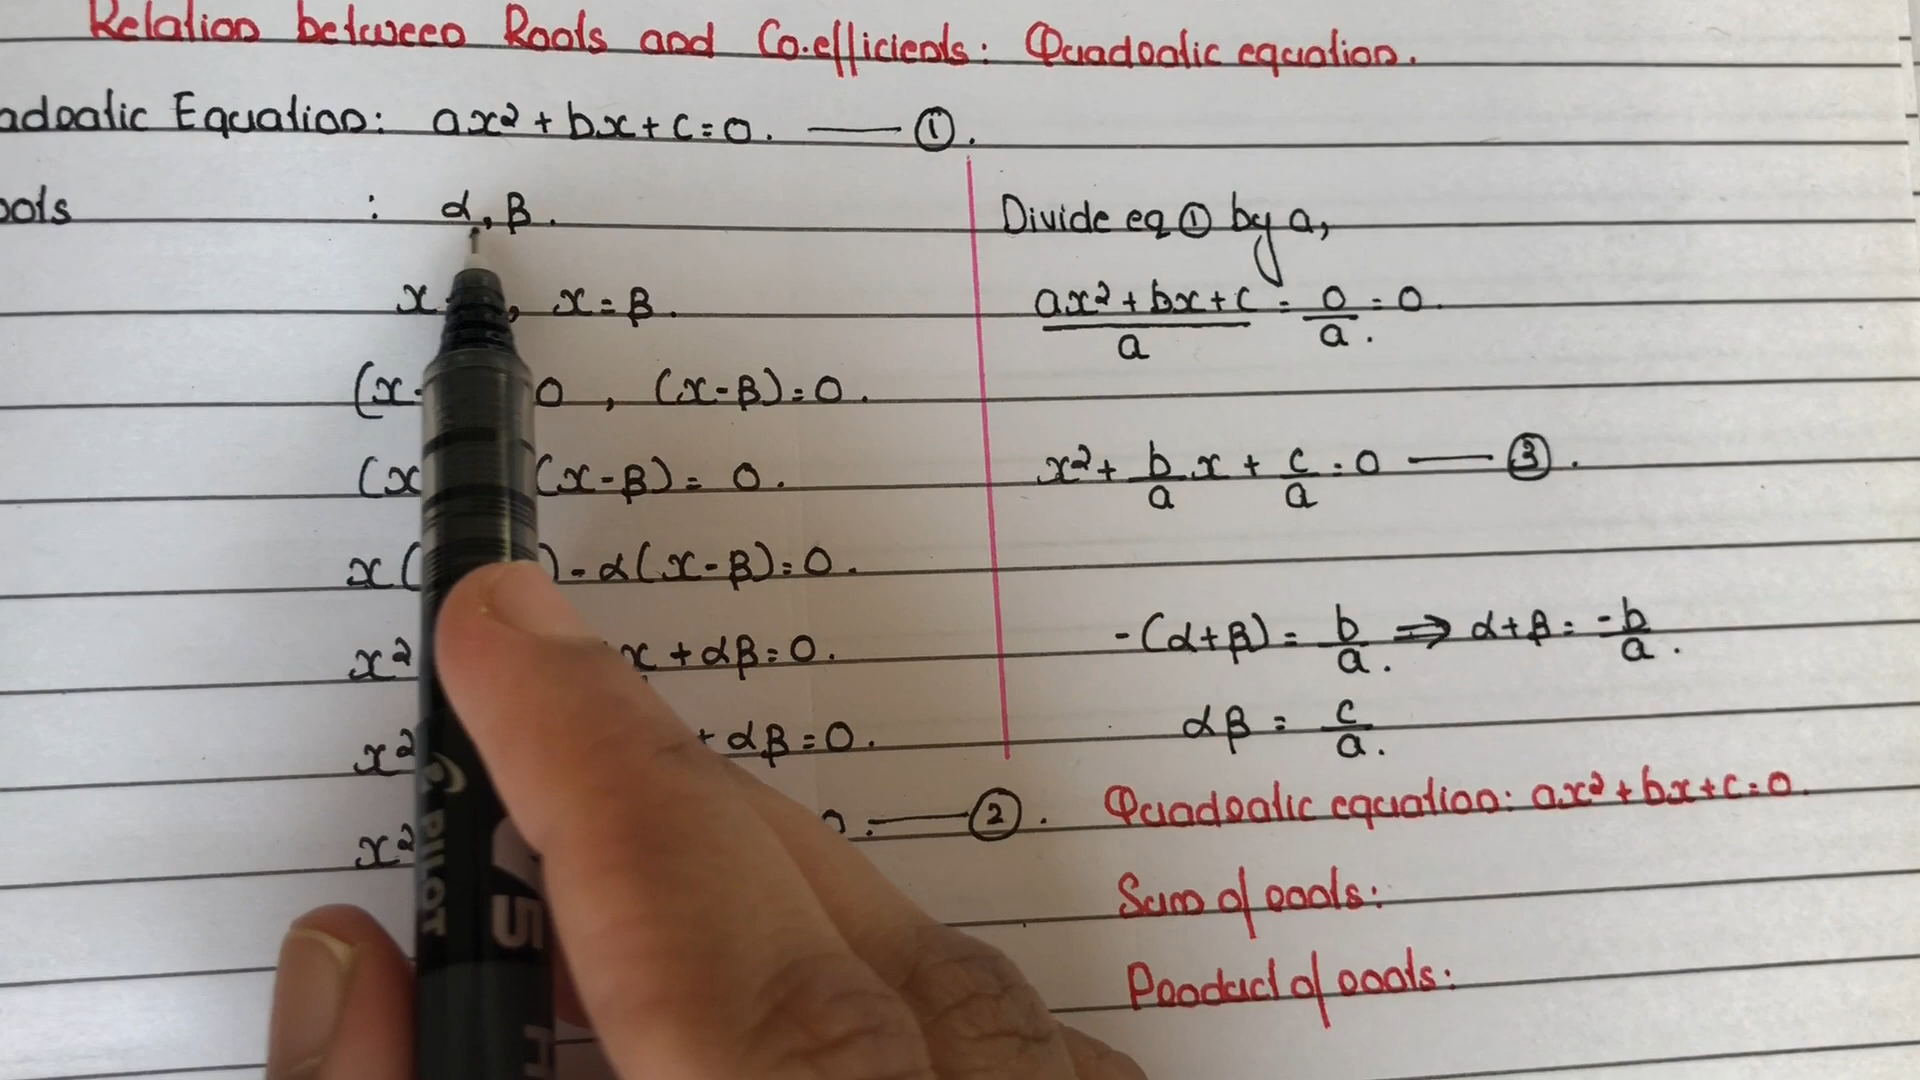 Relation between Roots and Co.efficients: Quadratic equation.
adratic Equation: ax² + bx + c = 0. —— ①.
oots : α, β.
x , x = β.
(x- 0 , (x-β) = 0.
(x (x-β) = 0.
x( ) - α(x-β) = 0.
x² x + αβ = 0.
x² + αβ = 0.
x² 0. —— ②.
Divide eq ① by a,
ax² + bx + c / a = 0/a. = 0.
x² + b/a x + c/a = 0 —— ③.
-(α+β) = b/a. ⇒ α+β = -b/a.
αβ = c/a.
Quadratic equation: ax² + bx + c = 0.
Sum of roots:
Product of roots:
PILOT
V5